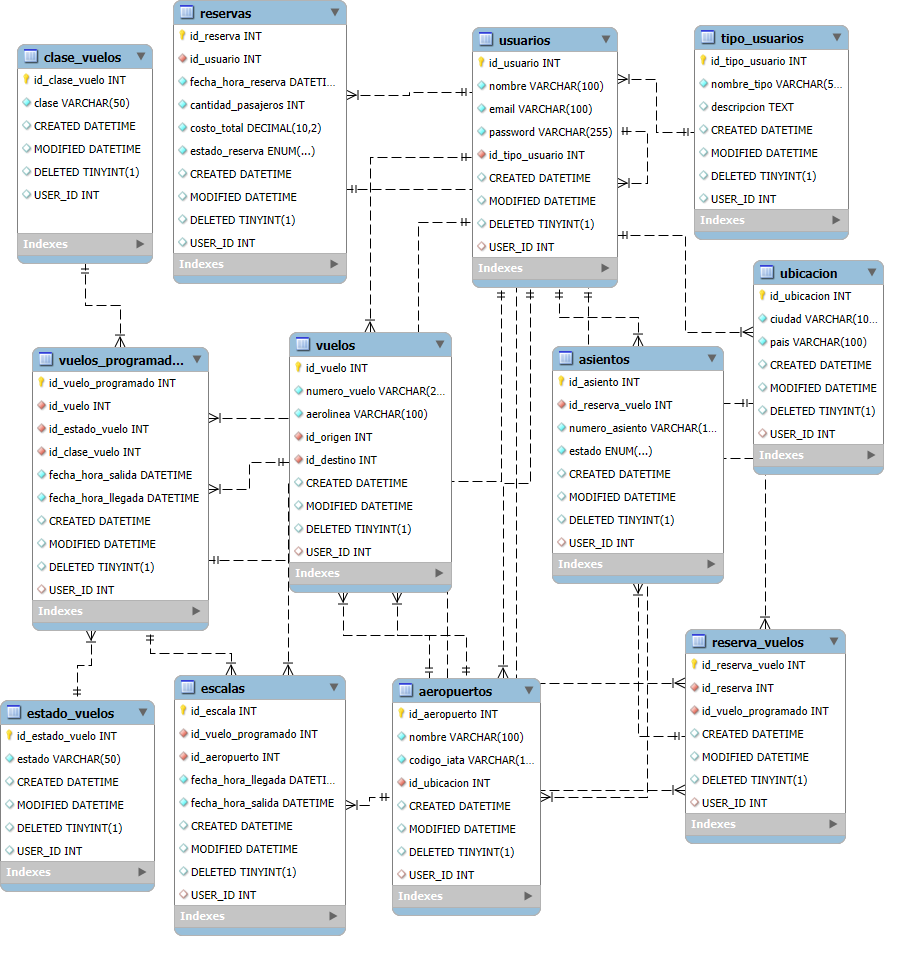 clase_vuelos
id_clase_vuelo INT
clase VARCHAR(50)
CREATED DATETIME
MODIFIED DATETIME
DELETED TINYINT(1)
USER_ID INT
Indexes
reservas
id_reserva INT
id_usuario INT
fecha_hora_reserva DATETI...
cantidad_pasajeros INT
costo_total DECIMAL(10,2)
estado_reserva ENUM(...)
CREATED DATETIME
MODIFIED DATETIME
DELETED TINYINT(1)
USER_ID INT
Indexes
usuarios
id_usuario INT
nombre VARCHAR(100)
email VARCHAR(100)
password VARCHAR(255)
id_tipo_usuario INT
CREATED DATETIME
MODIFIED DATETIME
DELETED TINYINT(1)
USER_ID INT
Indexes
tipo_usuarios
id_tipo_usuario INT
nombre_tipo VARCHAR(5...
descripcion TEXT
CREATED DATETIME
MODIFIED DATETIME
DELETED TINYINT(1)
USER_ID INT
Indexes
ubicacion
id_ubicacion INT
ciudad VARCHAR(10...
pais VARCHAR(100)
CREATED DATETIME
MODIFIED DATETIME
DELETED TINYINT(1)
USER_ID INT
Indexes
vuelos_programad...
id_vuelo_programado INT
id_vuelo INT
id_estado_vuelo INT
id_clase_vuelo INT
fecha_hora_salida DATETIME
fecha_hora_llegada DATETIME
CREATED DATETIME
MODIFIED DATETIME
DELETED TINYINT(1)
USER_ID INT
Indexes
vuelos
id_vuelo INT
numero_vuelo VARCHAR(2...
aerolinea VARCHAR(100)
id_origen INT
id_destino INT
CREATED DATETIME
MODIFIED DATETIME
DELETED TINYINT(1)
USER_ID INT
Indexes
asientos
id_asiento INT
id_reserva_vuelo INT
numero_asiento VARCHAR(1...
estado ENUM(...)
CREATED DATETIME
MODIFIED DATETIME
DELETED TINYINT(1)
USER_ID INT
Indexes
estado_vuelos
id_estado_vuelo INT
estado VARCHAR(50)
CREATED DATETIME
MODIFIED DATETIME
DELETED TINYINT(1)
USER_ID INT
Indexes
escalas
id_escala INT
id_vuelo_programado INT
id_aeropuerto INT
fecha_hora_llegada DATETI...
fecha_hora_salida DATETIME
CREATED DATETIME
MODIFIED DATETIME
DELETED TINYINT(1)
USER_ID INT
Indexes
aeropuertos
id_aeropuerto INT
nombre VARCHAR(100)
codigo_iata VARCHAR(1...
id_ubicacion INT
CREATED DATETIME
MODIFIED DATETIME
DELETED TINYINT(1)
USER_ID INT
Indexes
reserva_vuelos
id_reserva_vuelo INT
id_reserva INT
id_vuelo_programado INT
CREATED DATETIME
MODIFIED DATETIME
DELETED TINYINT(1)
USER_ID INT
Indexes